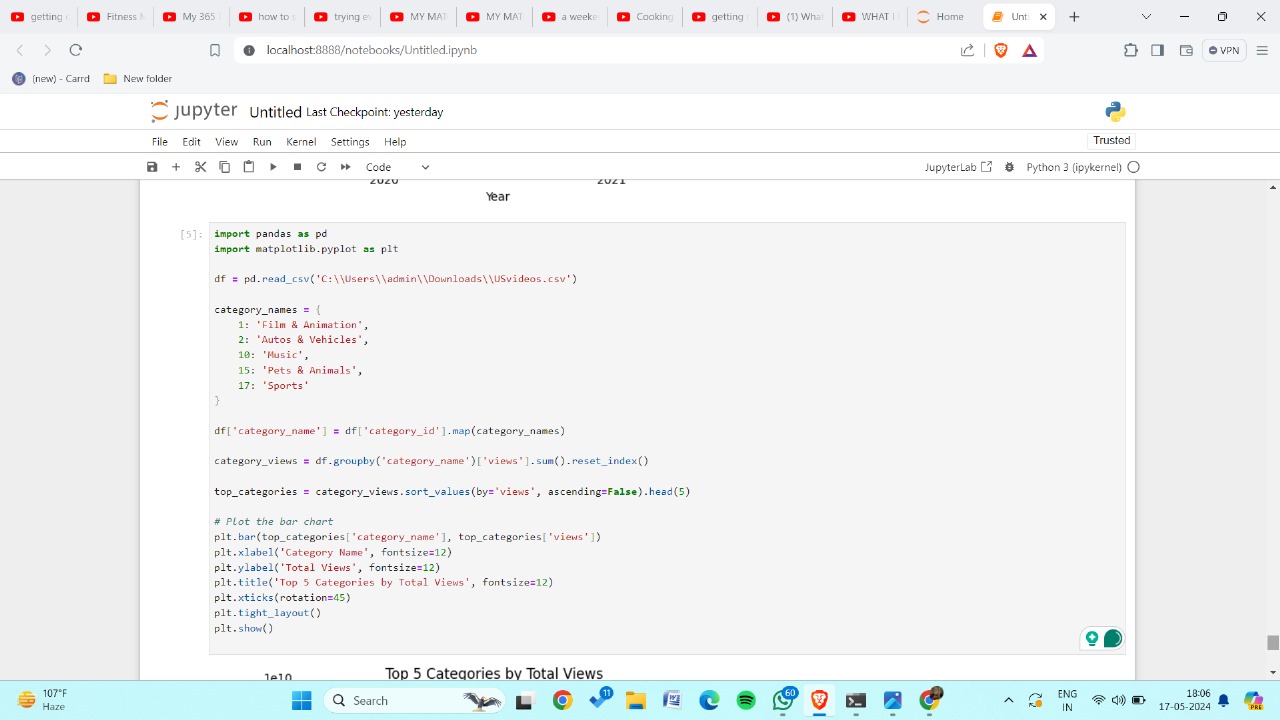 getting
Fitness
My 365
how to
trying
MY MAT
MY MAT
a weeke
Cooking
getting
(1) What
WHAT I
Home
Unt
localhost:8888/notebooks/Untitled.ipynb
VPN
(new) - Carrd
New folder
jupyter Untitled Last Checkpoint: yesterday
File Edit View Run Kernel Settings Help
Trusted
Code
JupyterLab
Python 3 (ipykernel)
2020 2021
Year
[5]: import pandas as pd
import matplotlib.pyplot as plt
df = pd.read_csv('C:\\Users\\admin\\Downloads\\USvideos.csv')
category_names = {
    1: 'Film & Animation',
    2: 'Autos & Vehicles',
    10: 'Music',
    15: 'Pets & Animals',
    17: 'Sports'
}
df['category_name'] = df['category_id'].map(category_names)
category_views = df.groupby('category_name')['views'].sum().reset_index()
top_categories = category_views.sort_values(by='views', ascending=False).head(5)
# Plot the bar chart
plt.bar(top_categories['category_name'], top_categories['views'])
plt.xlabel('Category Name', fontsize=12)
plt.ylabel('Total Views', fontsize=12)
plt.title('Top 5 Categories by Total Views', fontsize=12)
plt.xticks(rotation=45)
plt.tight_layout()
plt.show()
1e10 Top 5 Categories by Total Views
107°F
Haze
Search
11
60
ENG
IN
18:06
17-05-2024
PRE